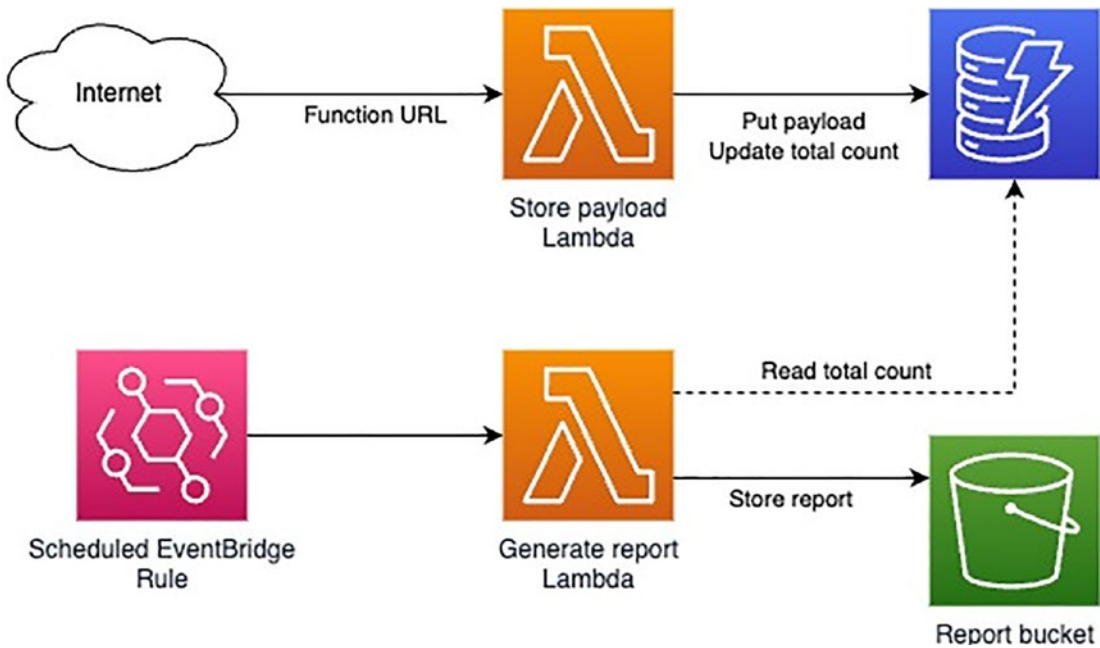 Internet
Function URL
Put payload
Update total count
Store payload
Lambda
Read total count
Store report
Scheduled EventBridge
Rule
Generate report
Lambda
Report bucket